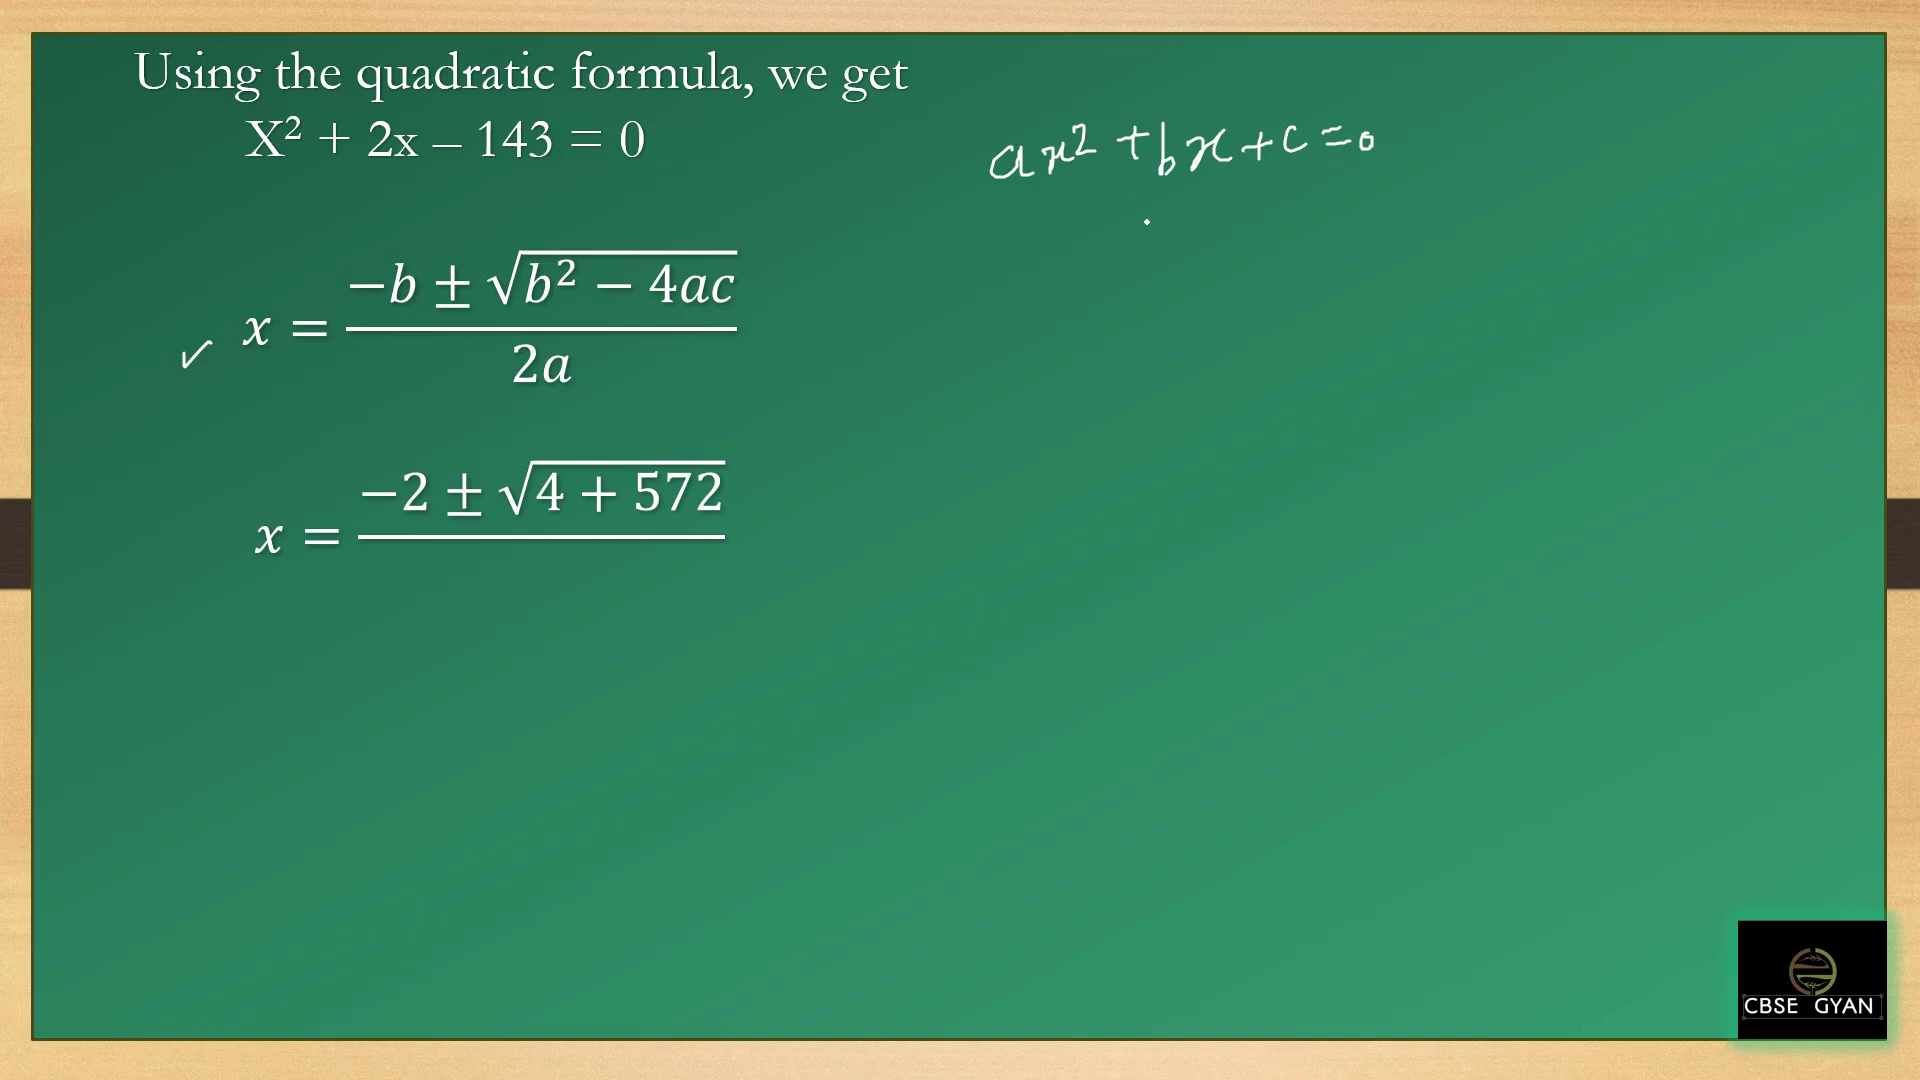 Using the quadratic formula, we get
X² + 2x – 143 = 0
ax² + bx + c = 0
x = (−b ± √(b² − 4ac)) / 2a
x = (−2 ± √(4 + 572)) /
CBSE GYAN